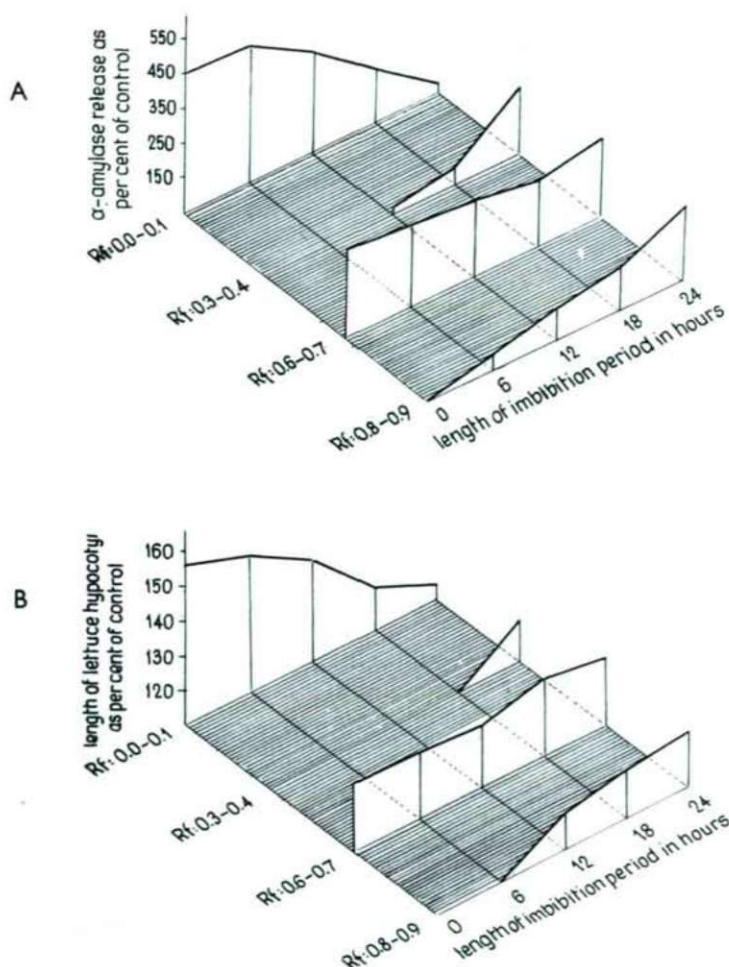 A
α-amylase release as
per cent of control
550
450
350
250
150
Rf:0.0-0.1
Rf:0.3-0.4
Rf:0.6-0.7
Rf:0.8-0.9
0
6
12
18
24
length of imbibition period in hours
B
length of lettuce hypocotyl
as percent of control
160
150
140
130
120
Rf:0.0-0.1
Rf:0.3-0.4
Rf:0.6-0.7
Rf:0.8-0.9
0
6
12
18
24
length of imbibition period in hours